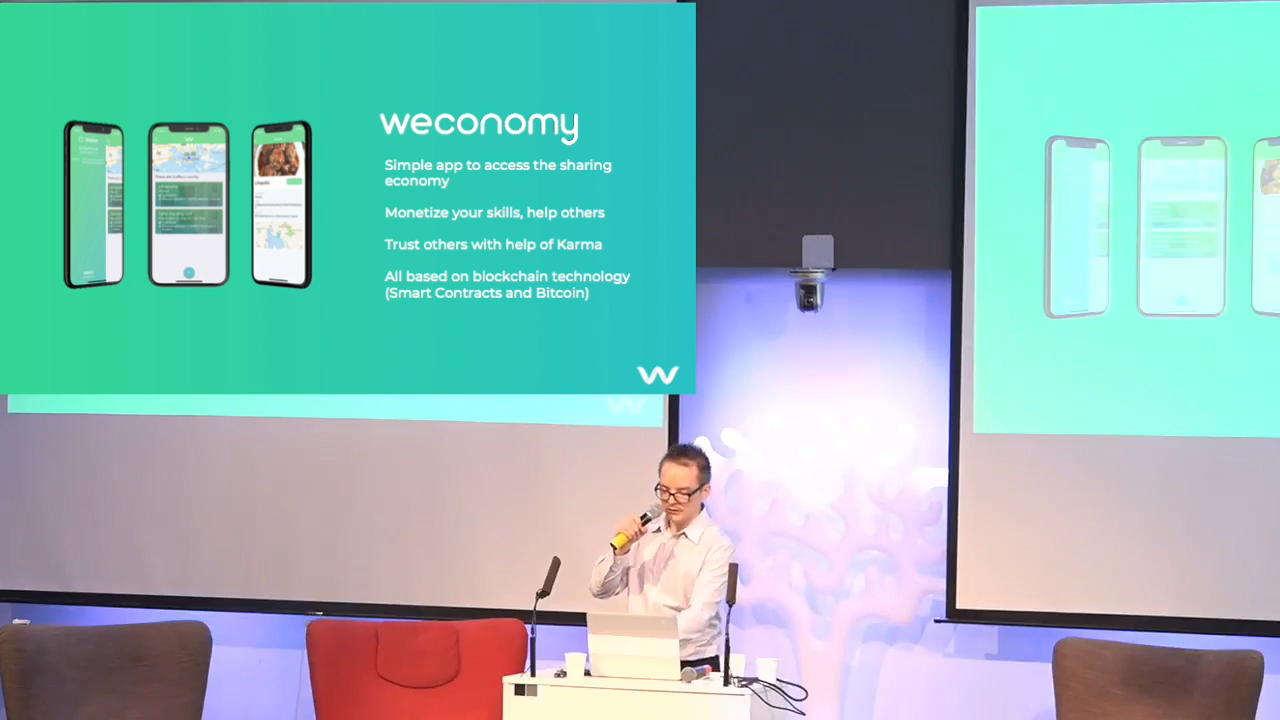 weconomy
Simple app to access the sharing
economy
Monetize your skills, help others
Trust others with help of Karma
All based on blockchain technology
(Smart Contracts and Bitcoin)